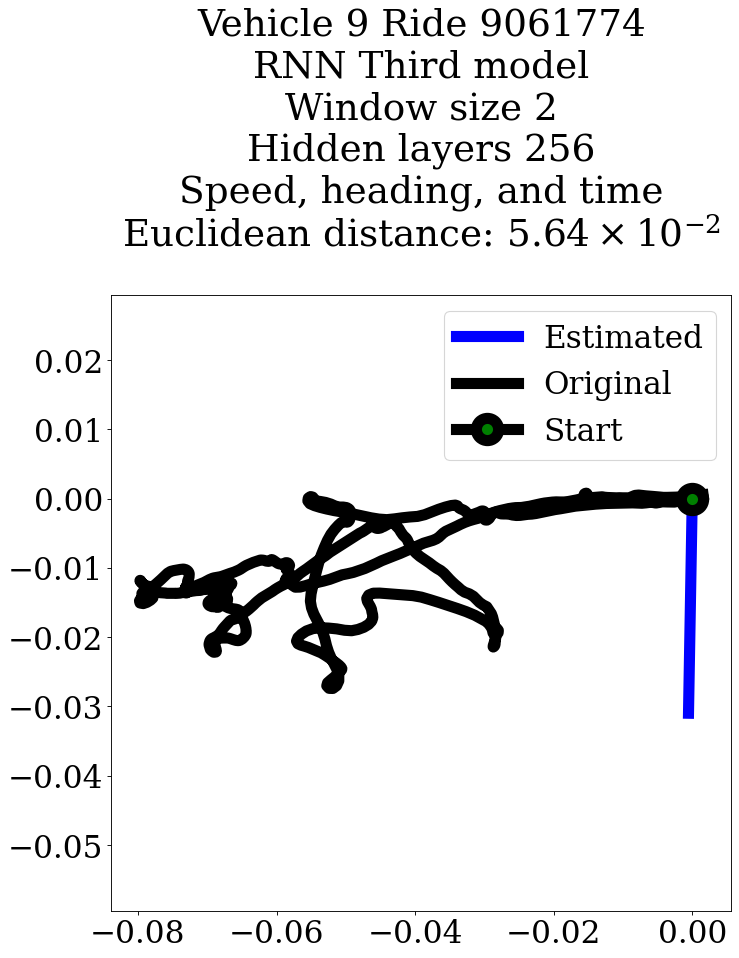 Vehicle 9 Ride 9061774
RNN Third model
Window size 2
Hidden layers 256
Speed, heading, and time
Euclidean distance: 5.64 × 10⁻²
Estimated
Original
Start
0.02
0.01
0.00
−0.01
−0.02
−0.03
−0.04
−0.05
−0.08 −0.06 −0.04 −0.02 0.00